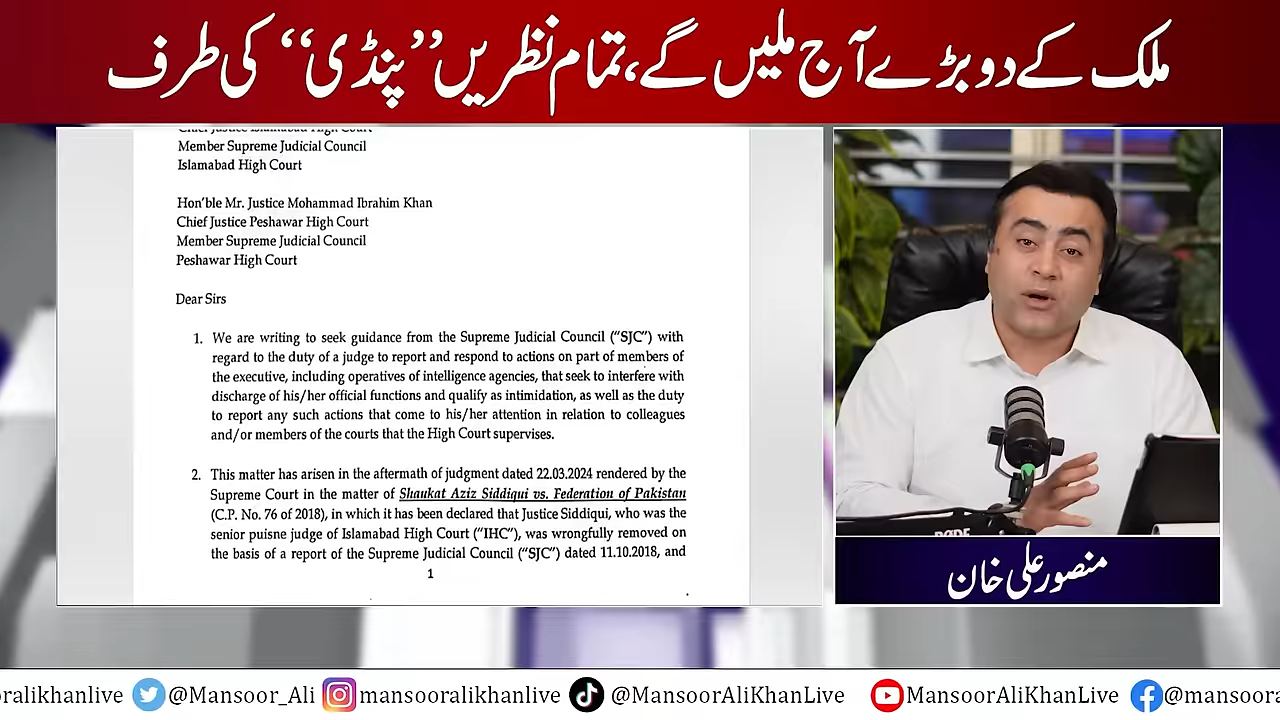 ملک کے دو بڑے آج ملیں گے، تمام نظریں ”پنڈی“ کی طرف
Chief Justice Islamabad High Court
Member Supreme Judicial Council
Islamabad High Court
Hon'ble Mr. Justice Mohammad Ibrahim Khan
Chief Justice Peshawar High Court
Member Supreme Judicial Council
Peshawar High Court
Dear Sirs
1. We are writing to seek guidance from the Supreme Judicial Council ("SJC") with
regard to the duty of a judge to report and respond to actions on part of members of
the executive, including operatives of intelligence agencies, that seek to interfere with
discharge of his/her official functions and qualify as intimidation, as well as the duty
to report any such actions that come to his/her attention in relation to colleagues
and/or members of the courts that the High Court supervises.
2. This matter has arisen in the aftermath of judgment dated 22.03.2024 rendered by the
Supreme Court in the matter of Shaukat Aziz Siddiqui vs. Federation of Pakistan
(C.P. No. 76 of 2018), in which it has been declared that Justice Siddiqui, who was the
senior puisne judge of Islamabad High Court ("IHC"), was wrongfully removed on
the basis of a report of the Supreme Judicial Council ("SJC") dated 11.10.2018, and
1
RØDE
منصور علی خان
oralikhanlive @Mansoor_Ali mansooralikhanlive @MansoorAliKhanLive MansoorAliKhanLive @mansoora